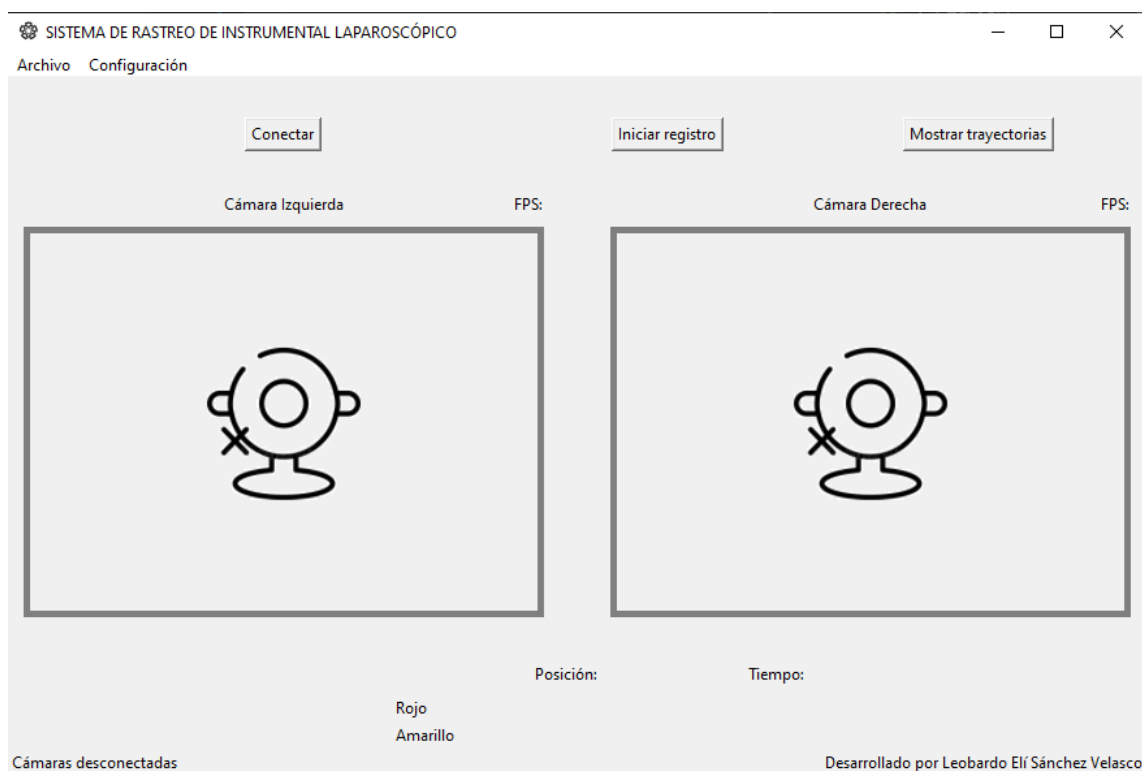 SISTEMA DE RASTREO DE INSTRUMENTAL LAPAROSCÓPICO
Archivo Configuración
Conectar Iniciar registro Mostrar trayectorias
Cámara Izquierda FPS: Cámara Derecha FPS:
Posición: Tiempo:
Rojo
Amarillo
Cámaras desconectadas Desarrollado por Leobardo Elí Sánchez Velasco